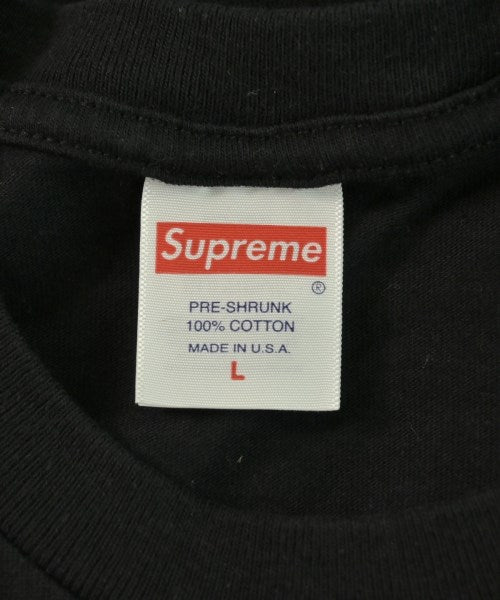 Supreme
®
PRE-SHRUNK
100% COTTON
MADE IN U.S.A.
L